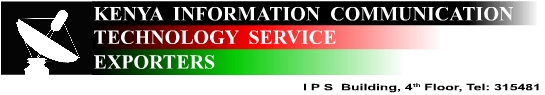 KENYA INFORMATION COMMUNICATION
TECHNOLOGY SERVICE
EXPORTERS
I P S Building, 4th Floor, Tel: 315481